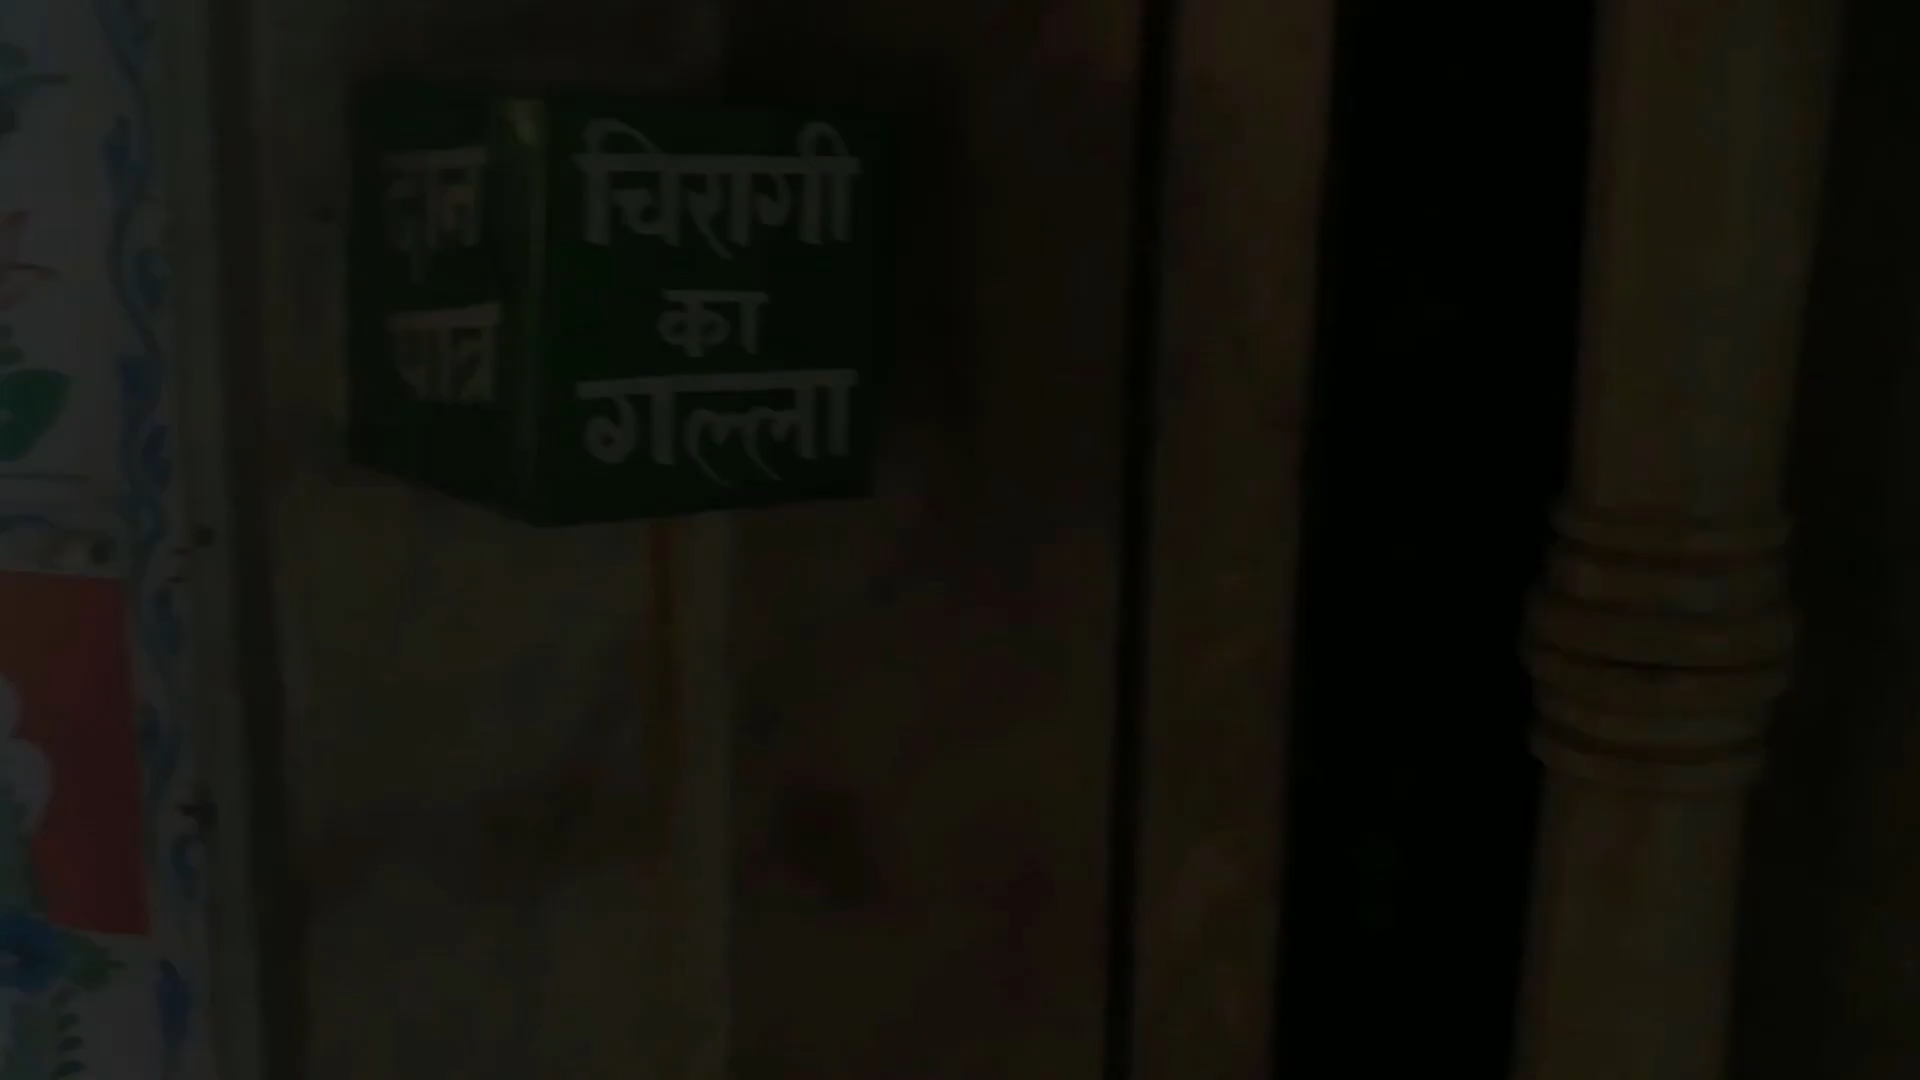 दान
पात्र
चिरागी
का
गल्ला